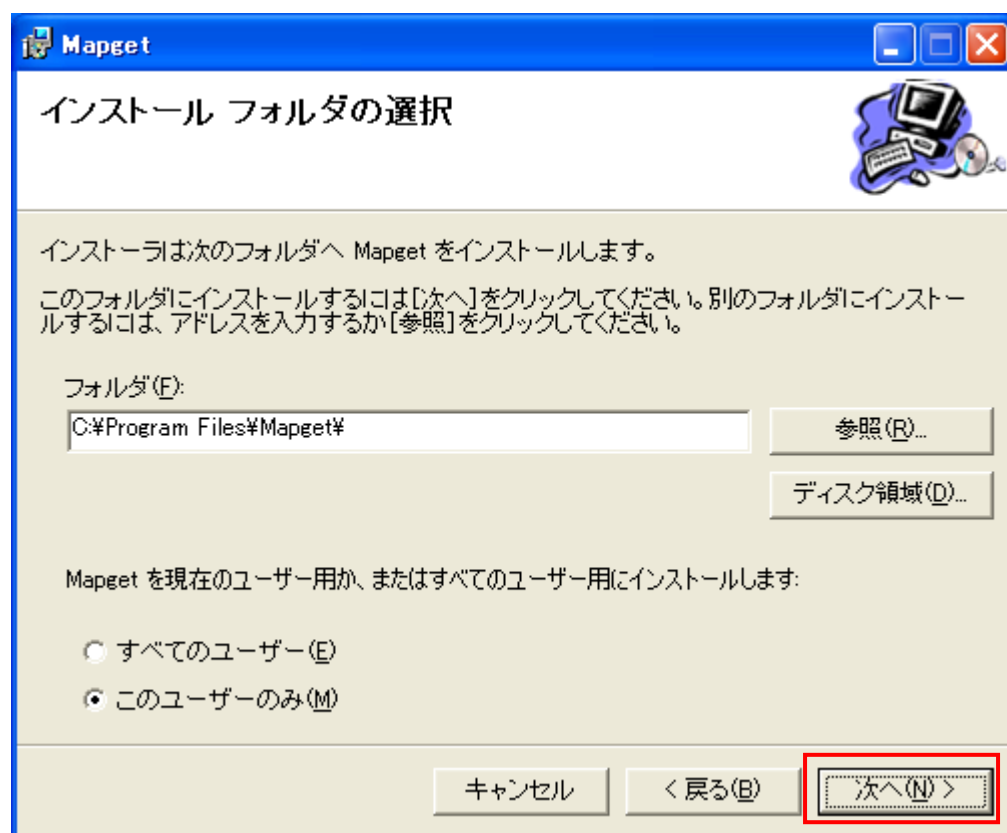 Mapget
インストール フォルダの選択
インストーラは次のフォルダへ Mapget をインストールします。
このフォルダにインストールするには[次へ]をクリックしてください。別のフォルダにインストー
ルするには、アドレスを入力するか[参照]をクリックしてください。
フォルダ(F):
C:¥Program Files¥Mapget¥
参照(R)...
ディスク領域(D)...
Mapget を現在のユーザー用か、またはすべてのユーザー用にインストールします:
すべてのユーザー(E)
このユーザーのみ(M)
キャンセル
< 戻る(B)
次へ(N) >